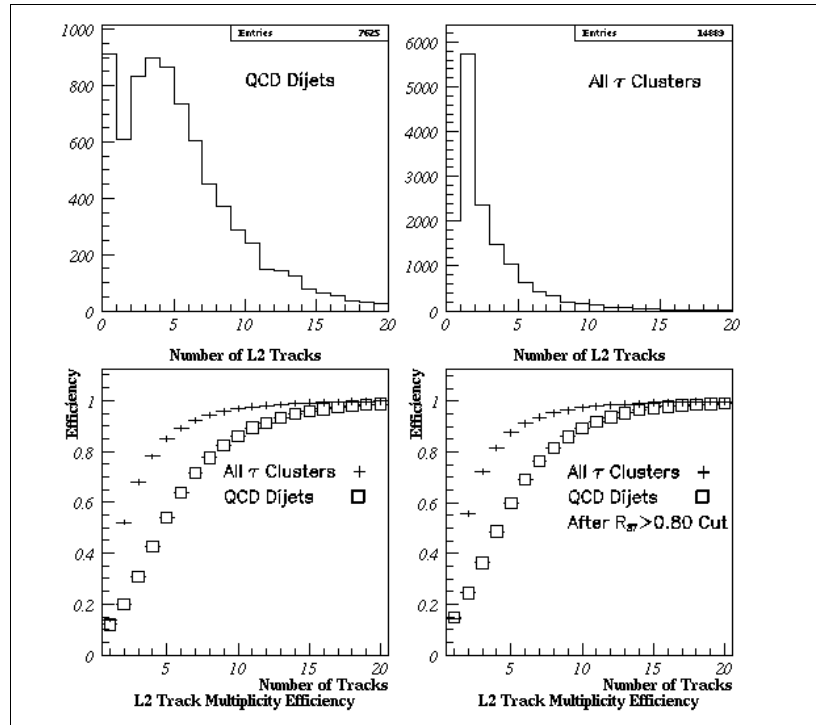 Entries 7625
QCD Dijets
1000
800
600
400
200
0
0 5 10 15 20
Number of L2 Tracks
Entries 14889
All τ Clusters
6000
5000
4000
3000
2000
1000
0
0 5 10 15 20
Number of L2 Tracks
Efficiency
1
0.8
0.6
0.4
0.2
0
All τ Clusters
QCD Dijets
5 10 15 20
Number of Tracks
L2 Track Multiplicity Efficiency
Efficiency
1
0.8
0.6
0.4
0.2
0
All τ Clusters
QCD Dijets
After R >0.80 Cut
5 10 15 20
Number of Tracks
L2 Track Multiplicity Efficiency